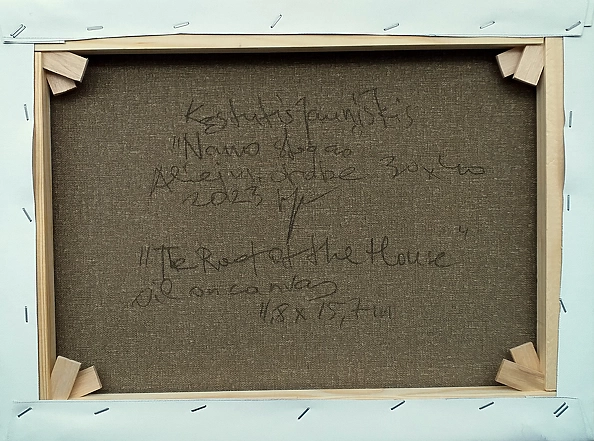 Kęstutis Jauniškis
"Namo stogas
Aliejus, drobė 30x40
2023
"The Roof of the House"
oil on canvas
11,8 x 15,7 in